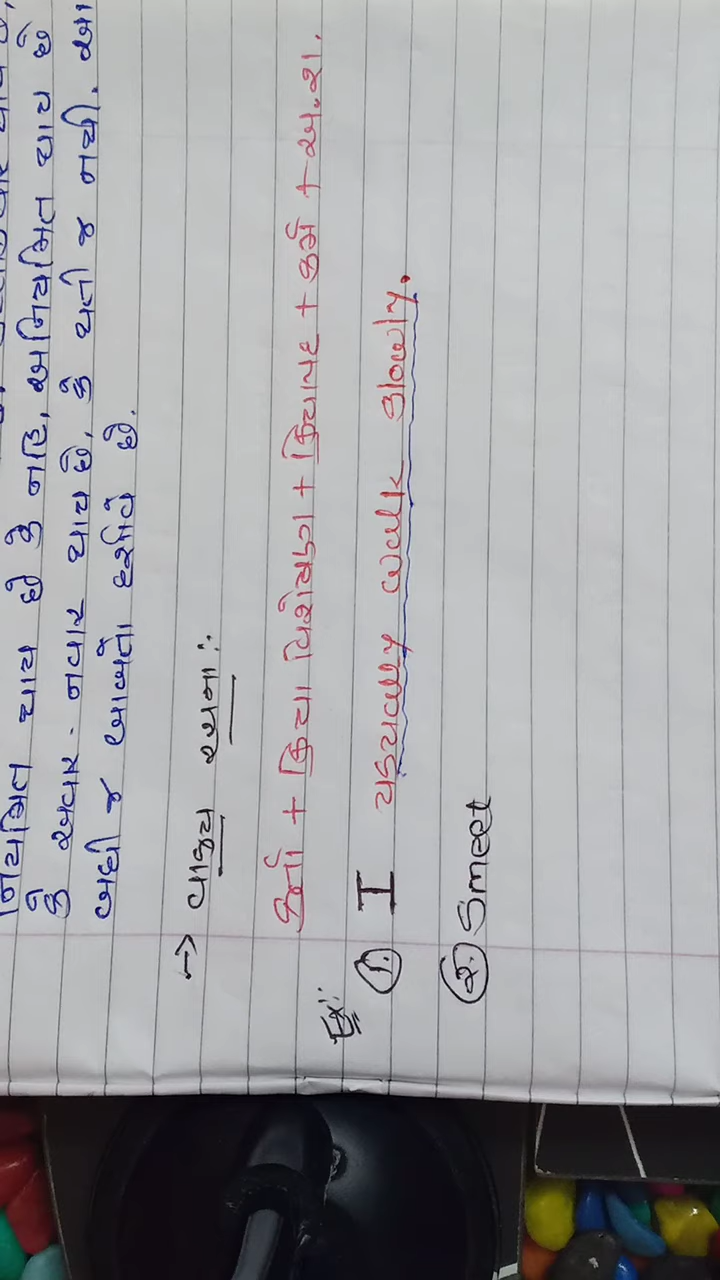 નિયમિત થાય છે કે નહિ, અનિયમિત થાય છે
કે અવાર-નવાર થાય છે, કે થતી જ નથી. આ
બધી જ બાબતો દર્શાવે છે.
→ વાક્ય રચના :-
કર્તા + ક્રિયા વિશેષણ + ક્રિયાપદ + કર્મ + અ.શ.
Ex:-
1. I usually walk slowly.
2. Smeet